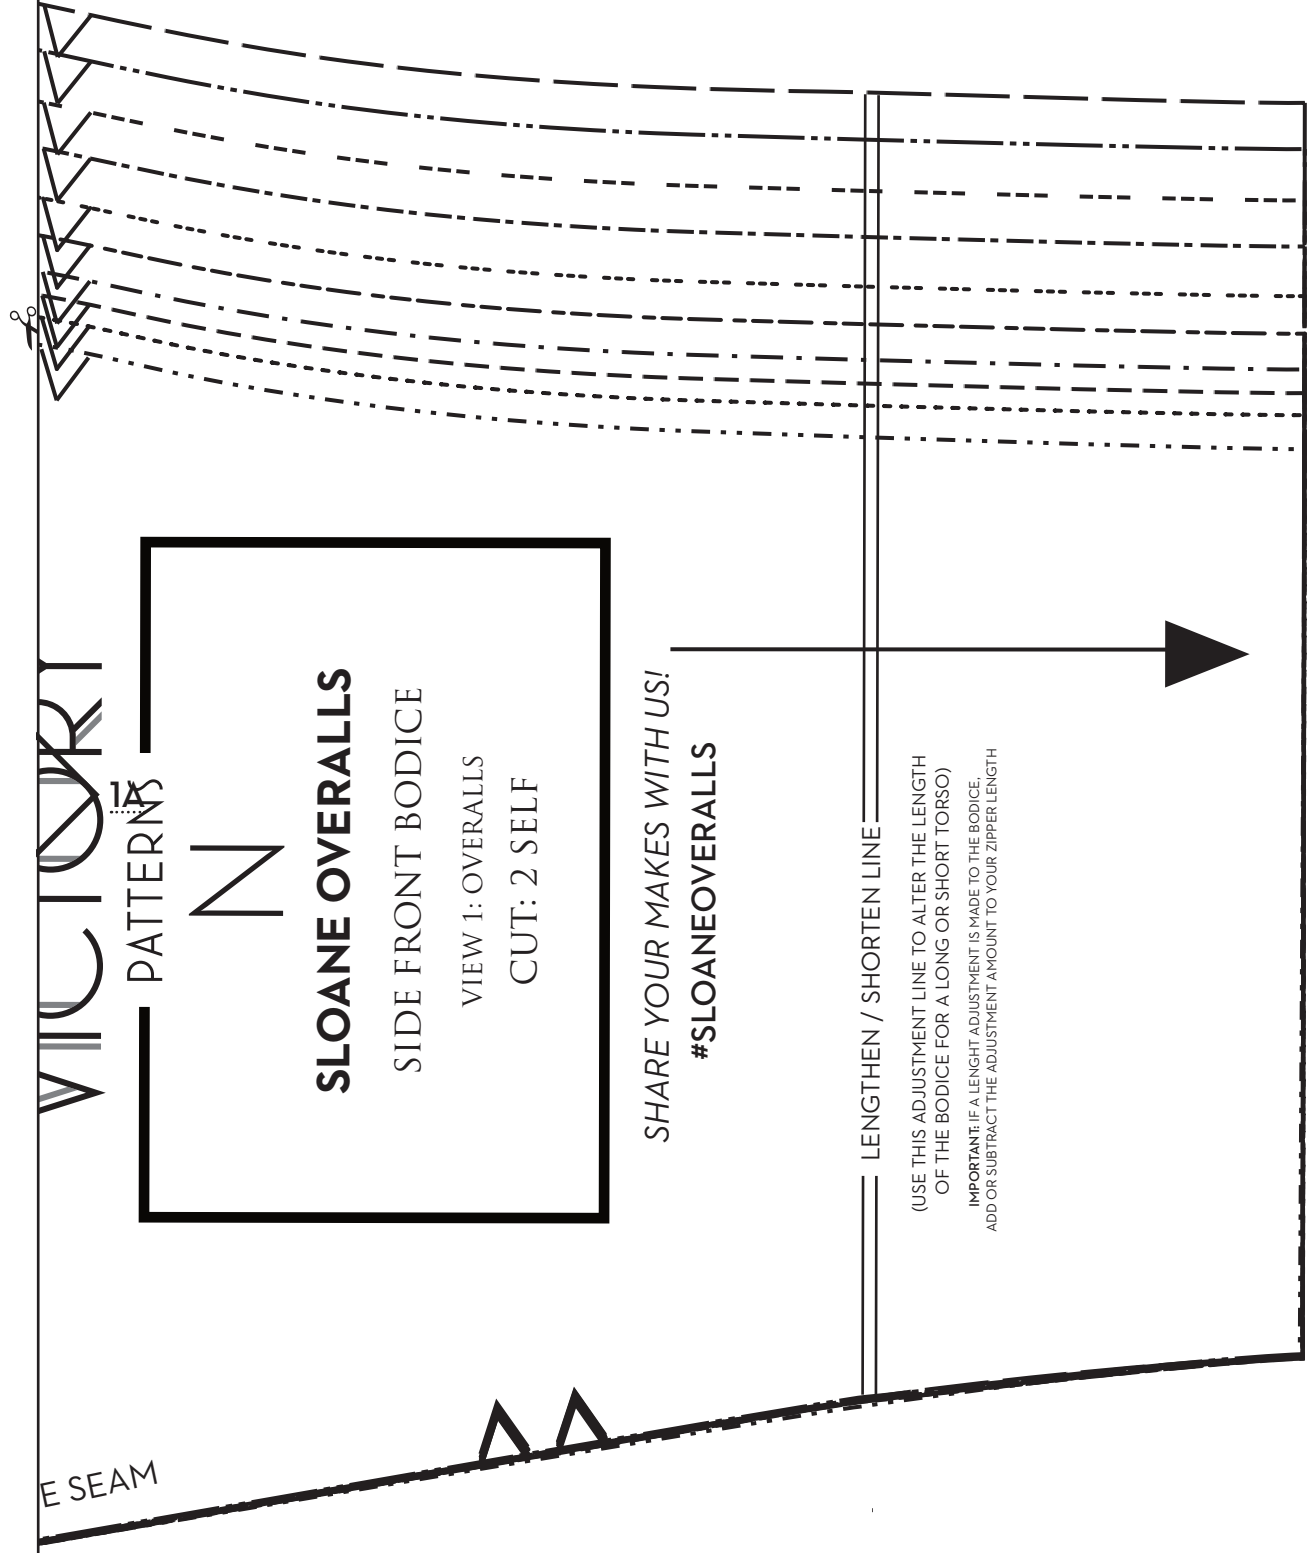 VICTORY
PATTERNS
1A
N
SLOANE OVERALLS
SIDE FRONT BODICE
VIEW 1: OVERALLS
CUT: 2 SELF
SHARE YOUR MAKES WITH US!
#SLOANEOVERALLS
LENGTHEN / SHORTEN LINE
(USE THIS ADJUSTMENT LINE TO ALTER THE LENGTH
OF THE BODICE FOR A LONG OR SHORT TORSO)
IMPORTANT: IF A LENGHT ADJUSTMENT IS MADE TO THE BODICE,
ADD OR SUBTRACT THE ADJUSTMENT AMOUNT TO YOUR ZIPPER LENGTH
E SEAM